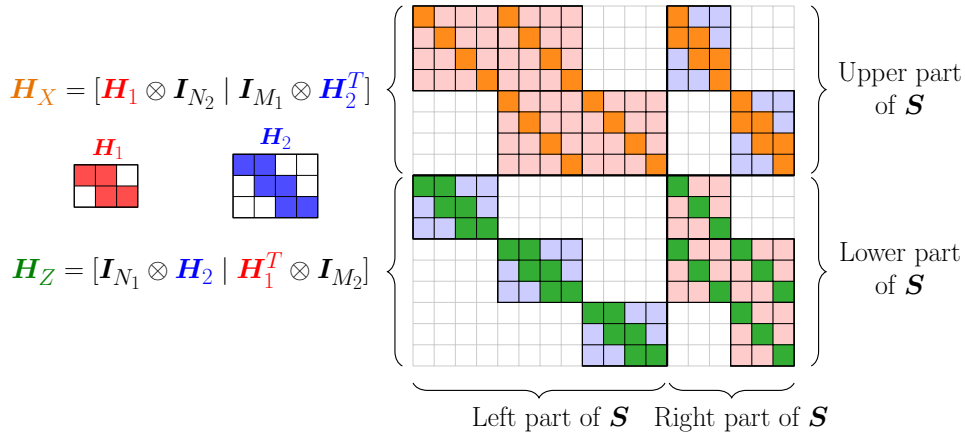 H_X = [H_1 ⊗ I_{N_2} | I_{M_1} ⊗ H_2^T]
H_1
H_2
H_Z = [I_{N_1} ⊗ H_2 | H_1^T ⊗ I_{M_2}]
Upper part
of S
Lower part
of S
Left part of S
Right part of S